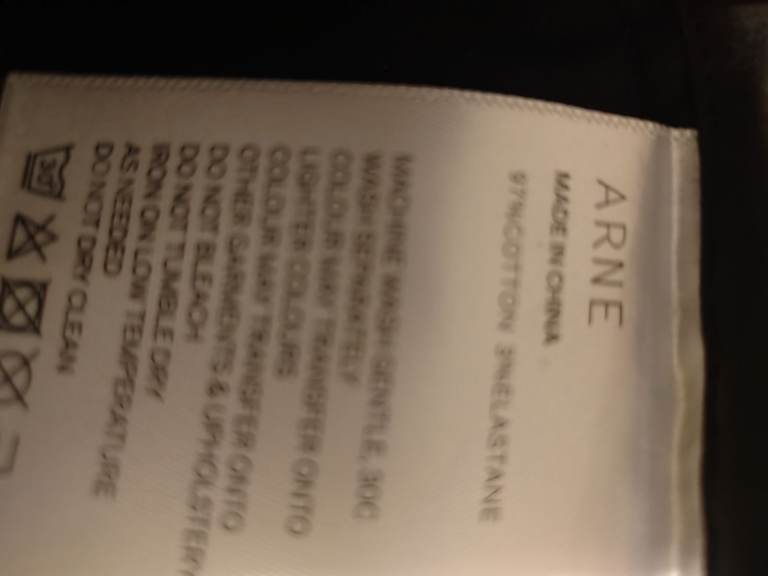 ARNE
MADE IN CHINA
97%COTTON 3%ELASTANE
MACHINE WASH GENTLE, 30C
WASH SEPARATELY
COLOUR MAY TRANSFER ONTO
LIGHTER COLOURS
COLOUR MAY TRANSFER ONTO
OTHER GARMENTS & UPHOLSTERY
DO NOT BLEACH
DO NOT TUMBLE DRY
IRON ON LOW TEMPERATURE
AS NEEDED
DO NOT DRY CLEAN
30°